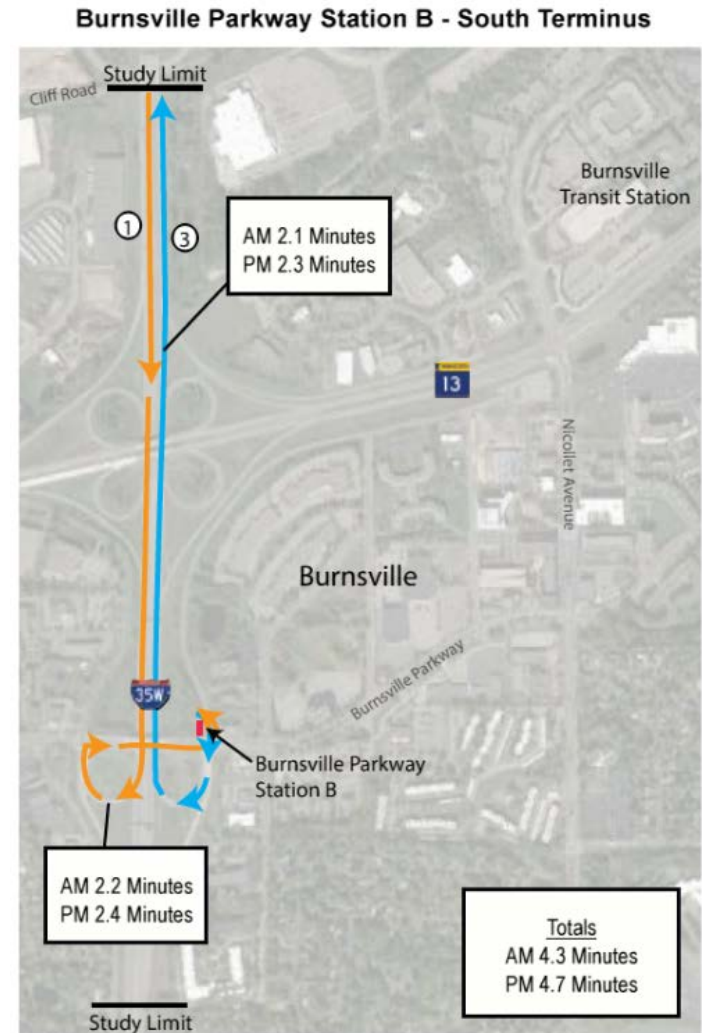 Burnsville Parkway Station B - South Terminus
Study Limit
Cliff Road
Burnsville
Transit Station
1
3
AM 2.1 Minutes
PM 2.3 Minutes
13
Nicollet Avenue
Burnsville
Burnsville Parkway
35W
Burnsville Parkway
Station B
AM 2.2 Minutes
PM 2.4 Minutes
Totals
AM 4.3 Minutes
PM 4.7 Minutes
Study Limit